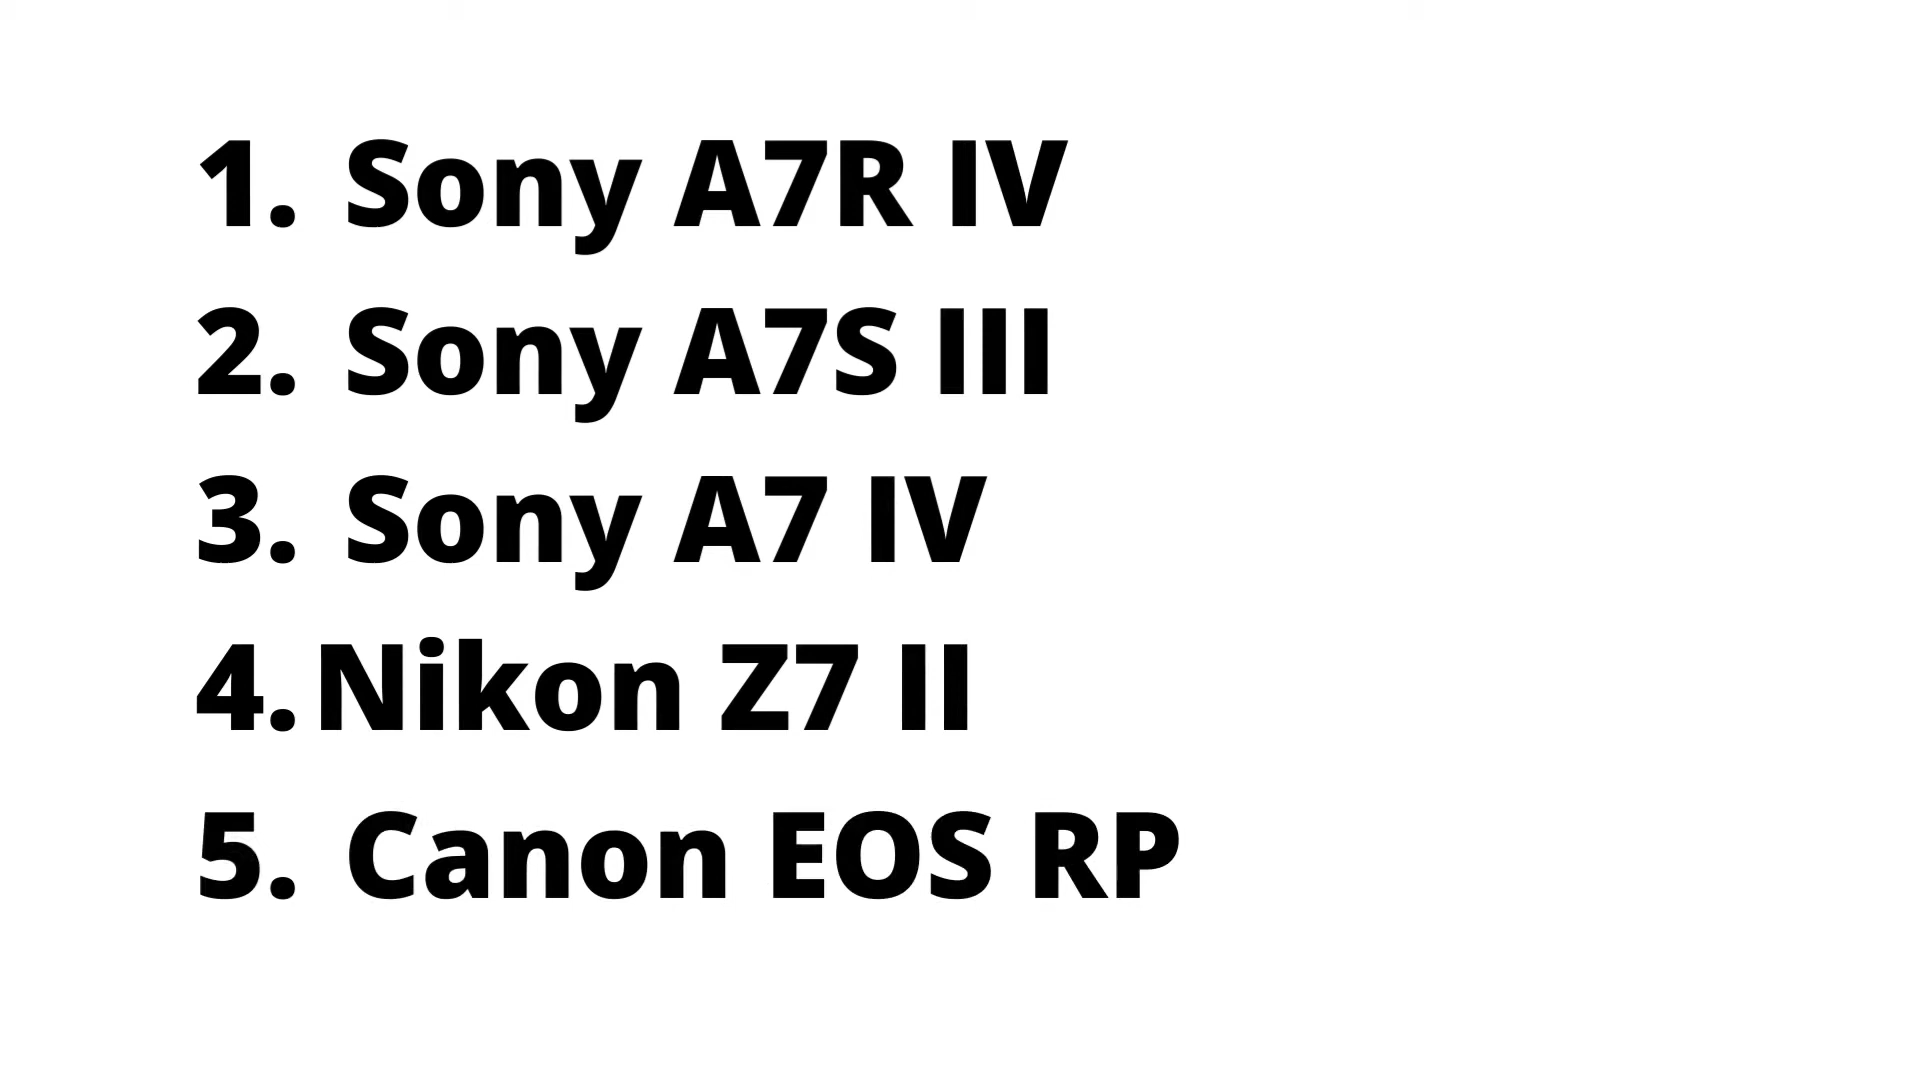 1. Sony A7R IV
2. Sony A7S III
3. Sony A7 IV
4. Nikon Z7 II
5. Canon EOS RP